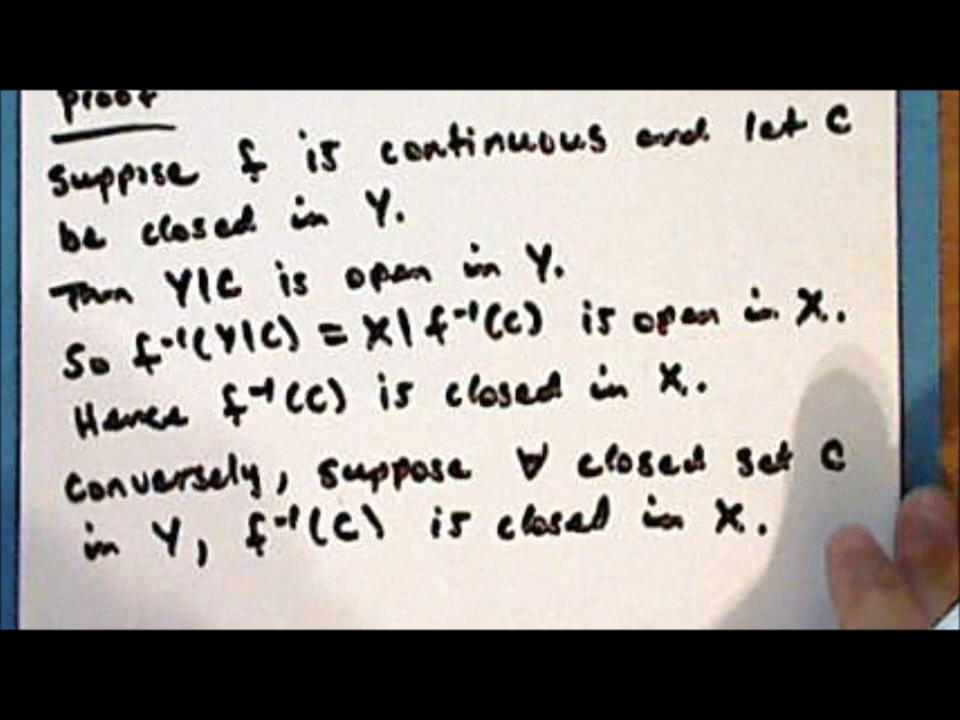 proof
Suppose f is continuous and let C
be closed in Y.
Then Y\C is open in Y.
So f⁻¹(Y\C) = X\f⁻¹(C) is open in X.
Hence f⁻¹(C) is closed in X.
Conversely, suppose ∀ closed set C
in Y, f⁻¹(C) is closed in X.